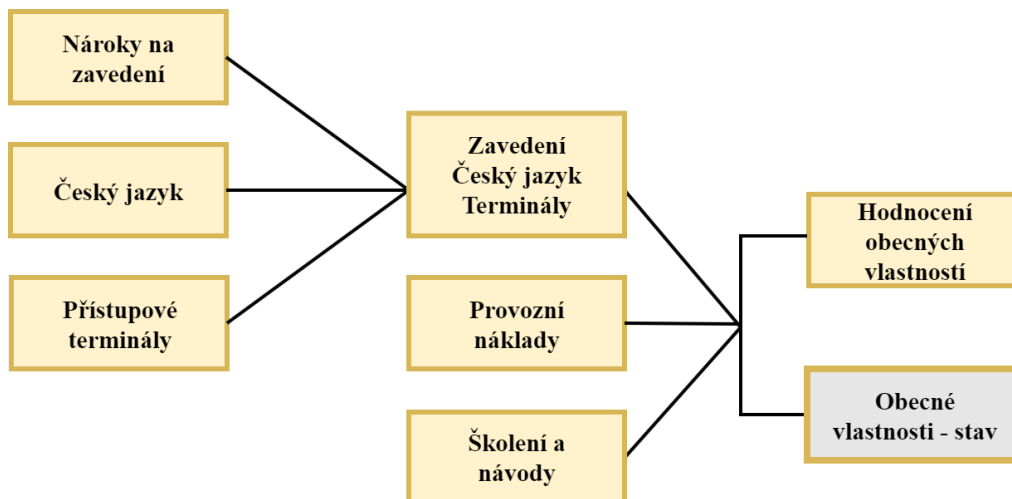 Nároky na
zavedení
Český jazyk
Přístupové
terminály
Zavedení
Český jazyk
Terminály
Provozní
náklady
Školení a
návody
Hodnocení
obecných
vlastností
Obecné
vlastnosti - stav